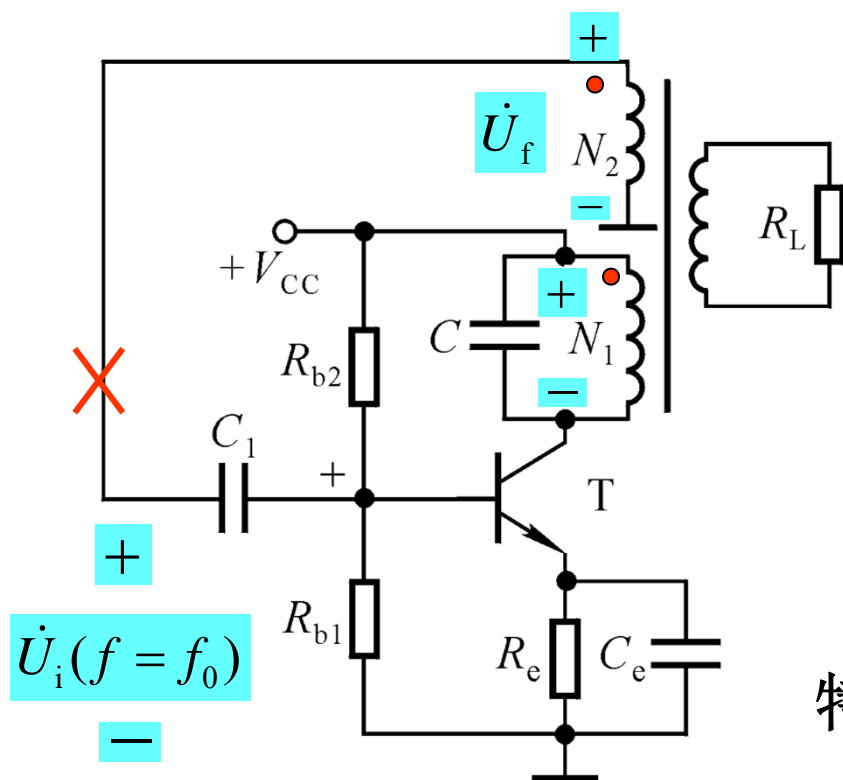 +
U̇f
N2
−
+VCC
RL
+
C
N1
Rb2
−
C1
+
T
+
Rb1
U̇i(f = f0)
Re
Ce
−